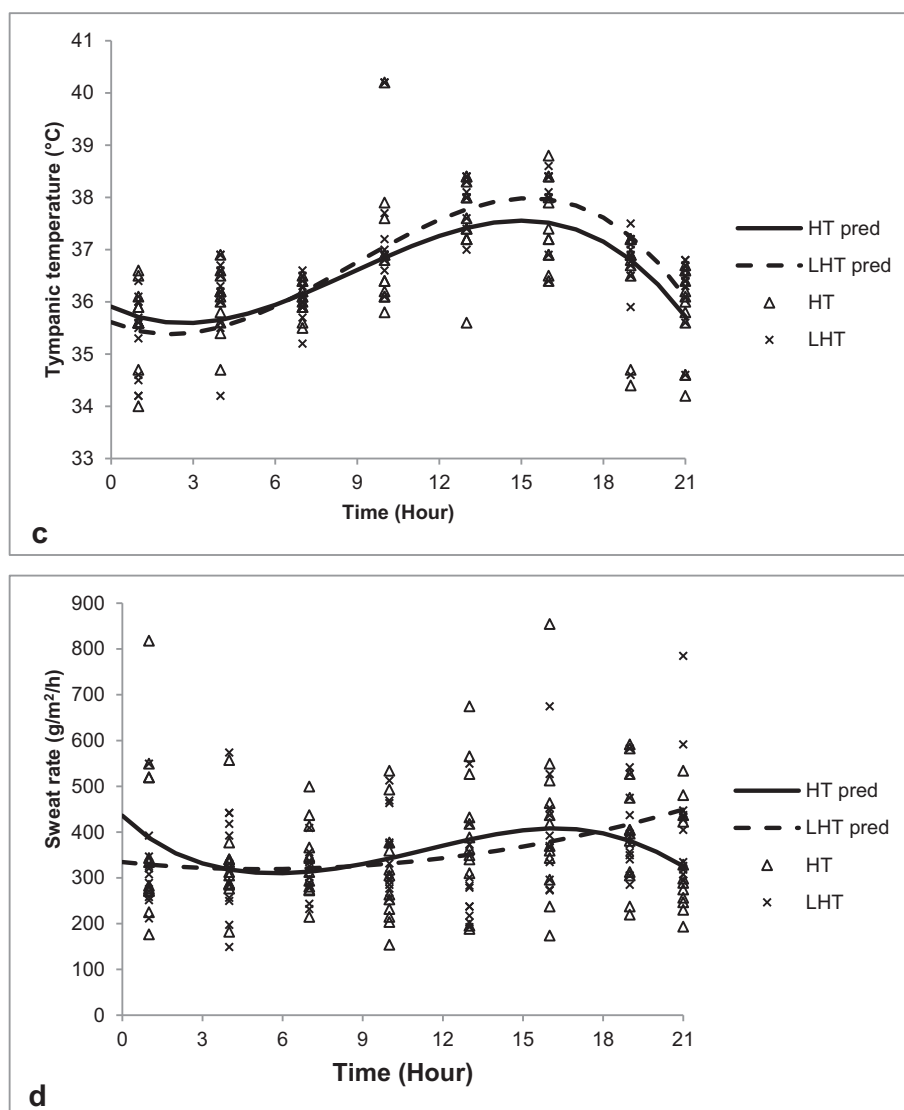 41
40
39
38
37
36
35
34
33
Tympanic temperature (°C)
0 3 6 9 12 15 18 21
Time (Hour)
HT pred
LHT pred
HT
LHT
c
900
800
700
600
500
400
300
200
100
0
Sweat rate (g/m²/h)
0 3 6 9 12 15 18 21
Time (Hour)
HT pred
LHT pred
HT
LHT
d